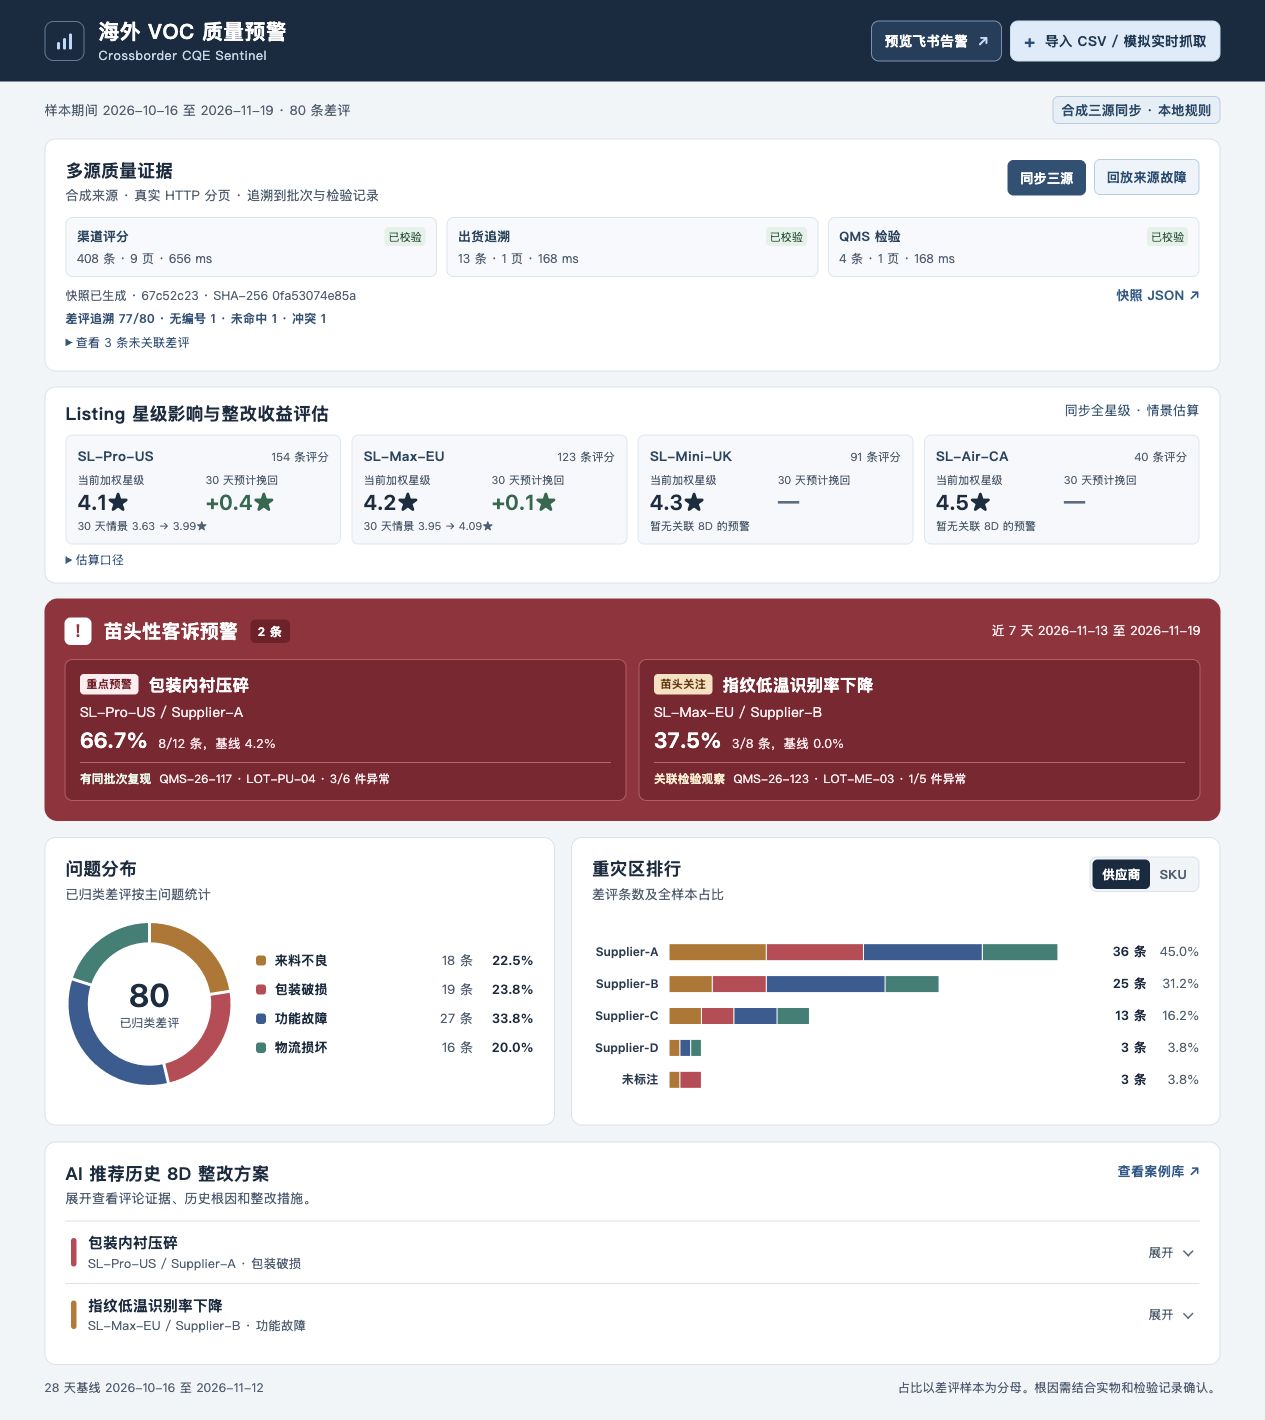 海外 VOC 质量预警
Crossborder CQE Sentinel
预览飞书告警 ↗
+ 导入 CSV / 模拟实时抓取
样本期间 2026-10-16 至 2026-11-19 · 80 条差评
合成三源同步 · 本地规则
多源质量证据
合成来源 · 真实 HTTP 分页 · 追溯到批次与检验记录
同步三源
回放来源故障
渠道评分 已校验
408 条 · 9 页 · 656 ms
出货追溯 已校验
13 条 · 1 页 · 168 ms
QMS 检验 已校验
4 条 · 1 页 · 168 ms
快照已生成 · 67c52c23 · SHA-256 0fa53074e85a
快照 JSON ↗
差评追溯 77/80 · 无编号 1 · 未命中 1 · 冲突 1
▶ 查看 3 条未关联差评
Listing 星级影响与整改收益评估
同步全星级 · 情景估算
SL-Pro-US 154 条评分
当前加权星级 30 天预计挽回
4.1★ +0.4★
30 天情景 3.63 → 3.99★
SL-Max-EU 123 条评分
当前加权星级 30 天预计挽回
4.2★ +0.1★
30 天情景 3.95 → 4.09★
SL-Mini-UK 91 条评分
当前加权星级 30 天预计挽回
4.3★ —
暂无关联 8D 的预警
SL-Air-CA 40 条评分
当前加权星级 30 天预计挽回
4.5★ —
暂无关联 8D 的预警
▶ 估算口径
! 苗头性客诉预警 2 条
近 7 天 2026-11-13 至 2026-11-19
重点预警 包装内衬压碎
SL-Pro-US / Supplier-A
66.7% 8/12 条，基线 4.2%
有同批次复现 QMS-26-117 · LOT-PU-04 · 3/6 件异常
苗头关注 指纹低温识别率下降
SL-Max-EU / Supplier-B
37.5% 3/8 条，基线 0.0%
关联检验观察 QMS-26-123 · LOT-ME-03 · 1/5 件异常
问题分布
已归类差评按主问题统计
80
已归类差评
来料不良 18 条 22.5%
包装破损 19 条 23.8%
功能故障 27 条 33.8%
物流损坏 16 条 20.0%
重灾区排行
差评条数及全样本占比
供应商 SKU
Supplier-A 36 条 45.0%
Supplier-B 25 条 31.2%
Supplier-C 13 条 16.2%
Supplier-D 3 条 3.8%
未标注 3 条 3.8%
AI 推荐历史 8D 整改方案
查看案例库 ↗
展开查看评论证据、历史根因和整改措施。
包装内衬压碎
SL-Pro-US / Supplier-A · 包装破损
展开
指纹低温识别率下降
SL-Max-EU / Supplier-B · 功能故障
展开
28 天基线 2026-10-16 至 2026-11-12
占比以差评样本为分母。根因需结合实物和检验记录确认。